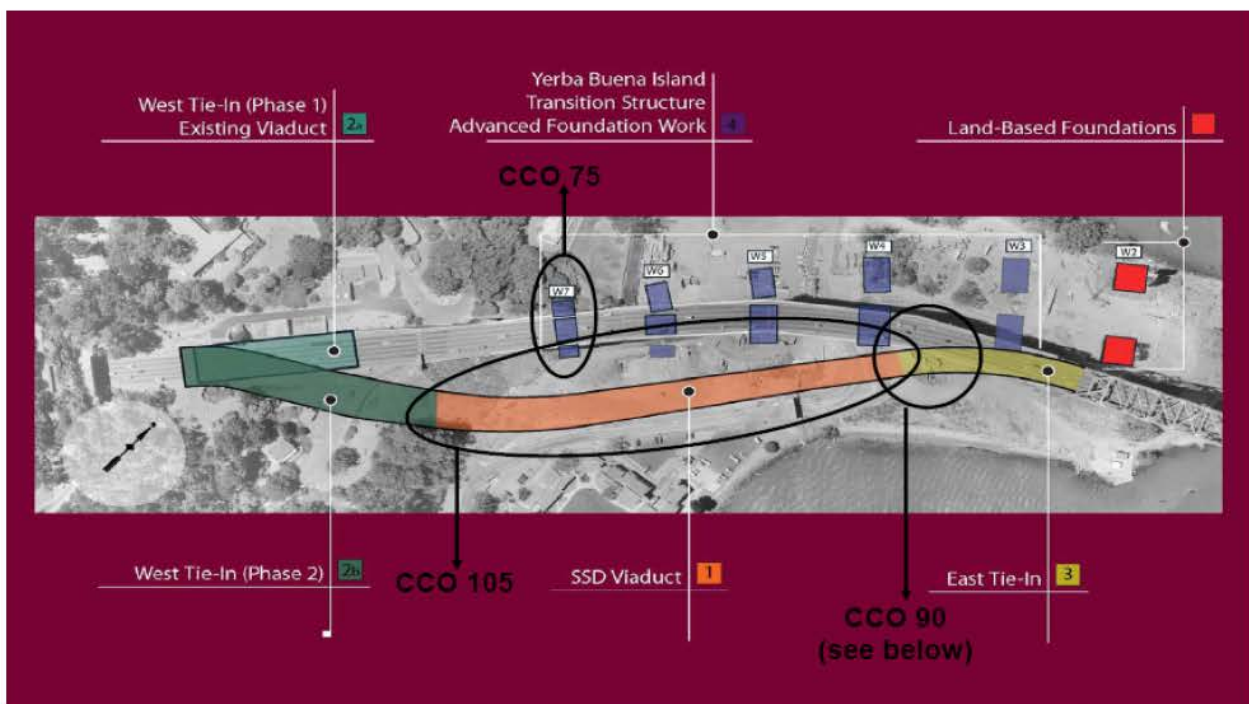 West Tie-In (Phase 1)
Existing Viaduct 2a
Yerba Buena Island
Transition Structure
Advanced Foundation Work 4
Land-Based Foundations
CCO 75
W7
W6
W5
W4
W3
W2
West Tie-In (Phase 2) 2b
CCO 105
SSD Viaduct 1
CCO 90
(see below)
East Tie-In 3